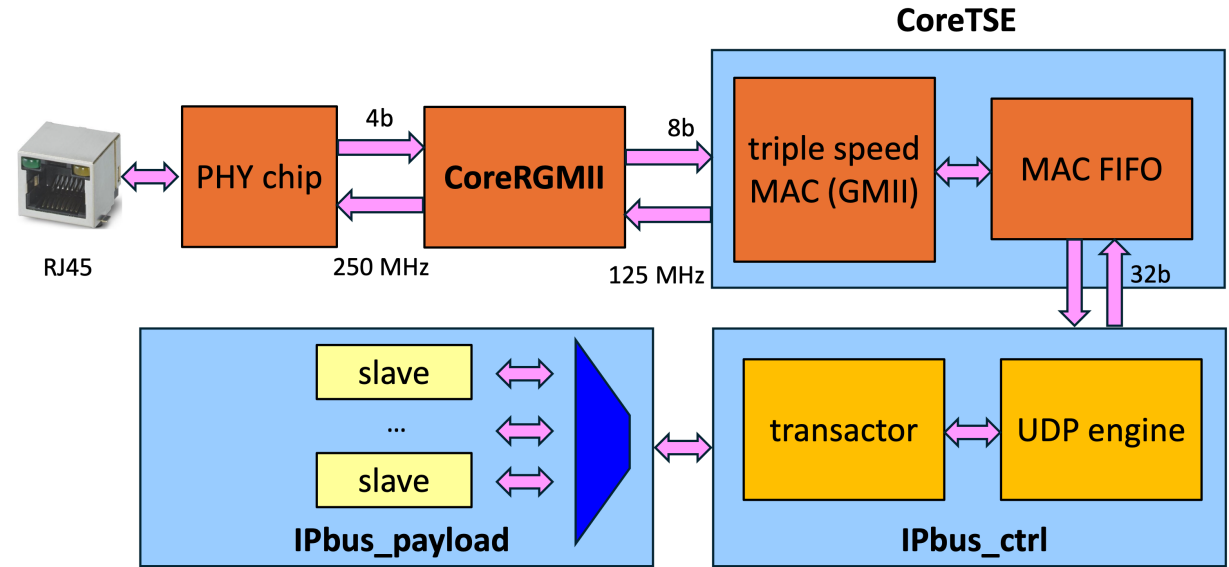 CoreTSE
4b
8b
PHY chip
CoreRGMII
triple speed
MAC (GMII)
MAC FIFO
RJ45
250 MHz
125 MHz
32b
slave
...
slave
IPbus_payload
transactor
UDP engine
IPbus_ctrl